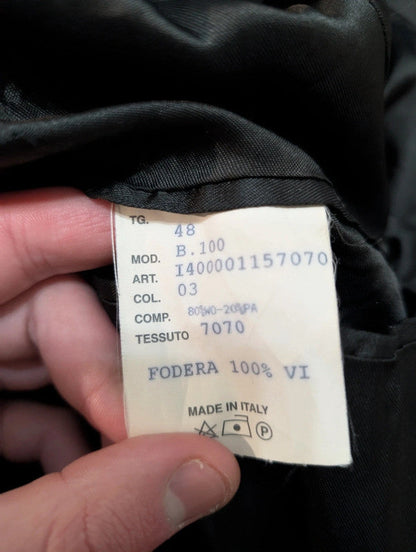 TG. 48
MOD. B.100
ART. I400001157070
COL. 03
COMP. 80%WO-20%PA
TESSUTO 7070
FODERA 100% VI
MADE IN ITALY
P